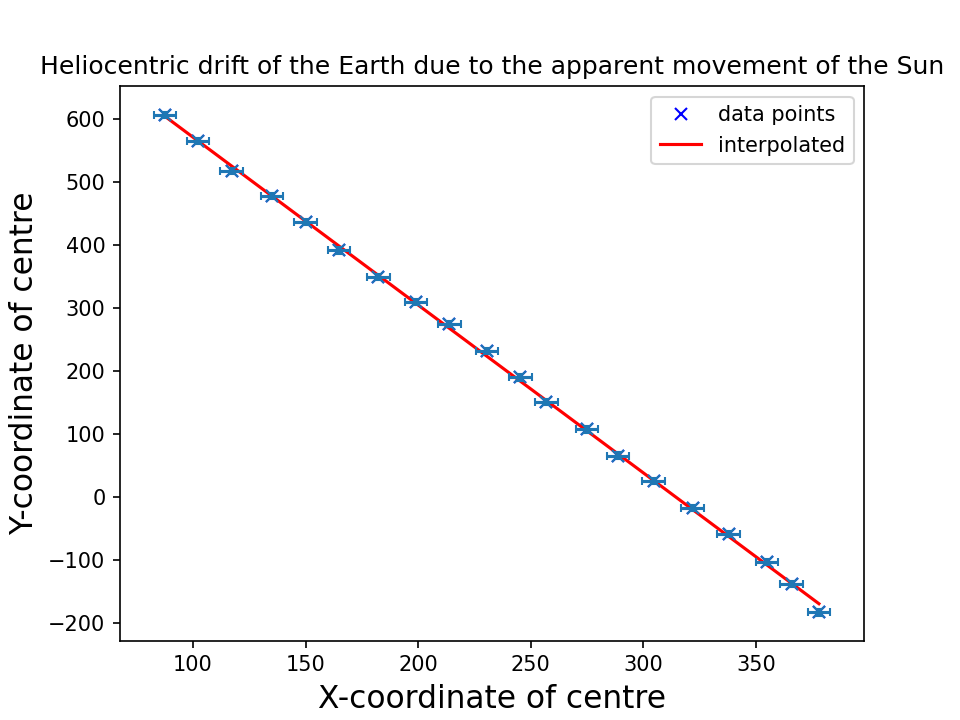 Heliocentric drift of the Earth due to the apparent movement of the Sun
data points
interpolated
Y-coordinate of centre
600
500
400
300
200
100
0
−100
−200
100 150 200 250 300 350
X-coordinate of centre